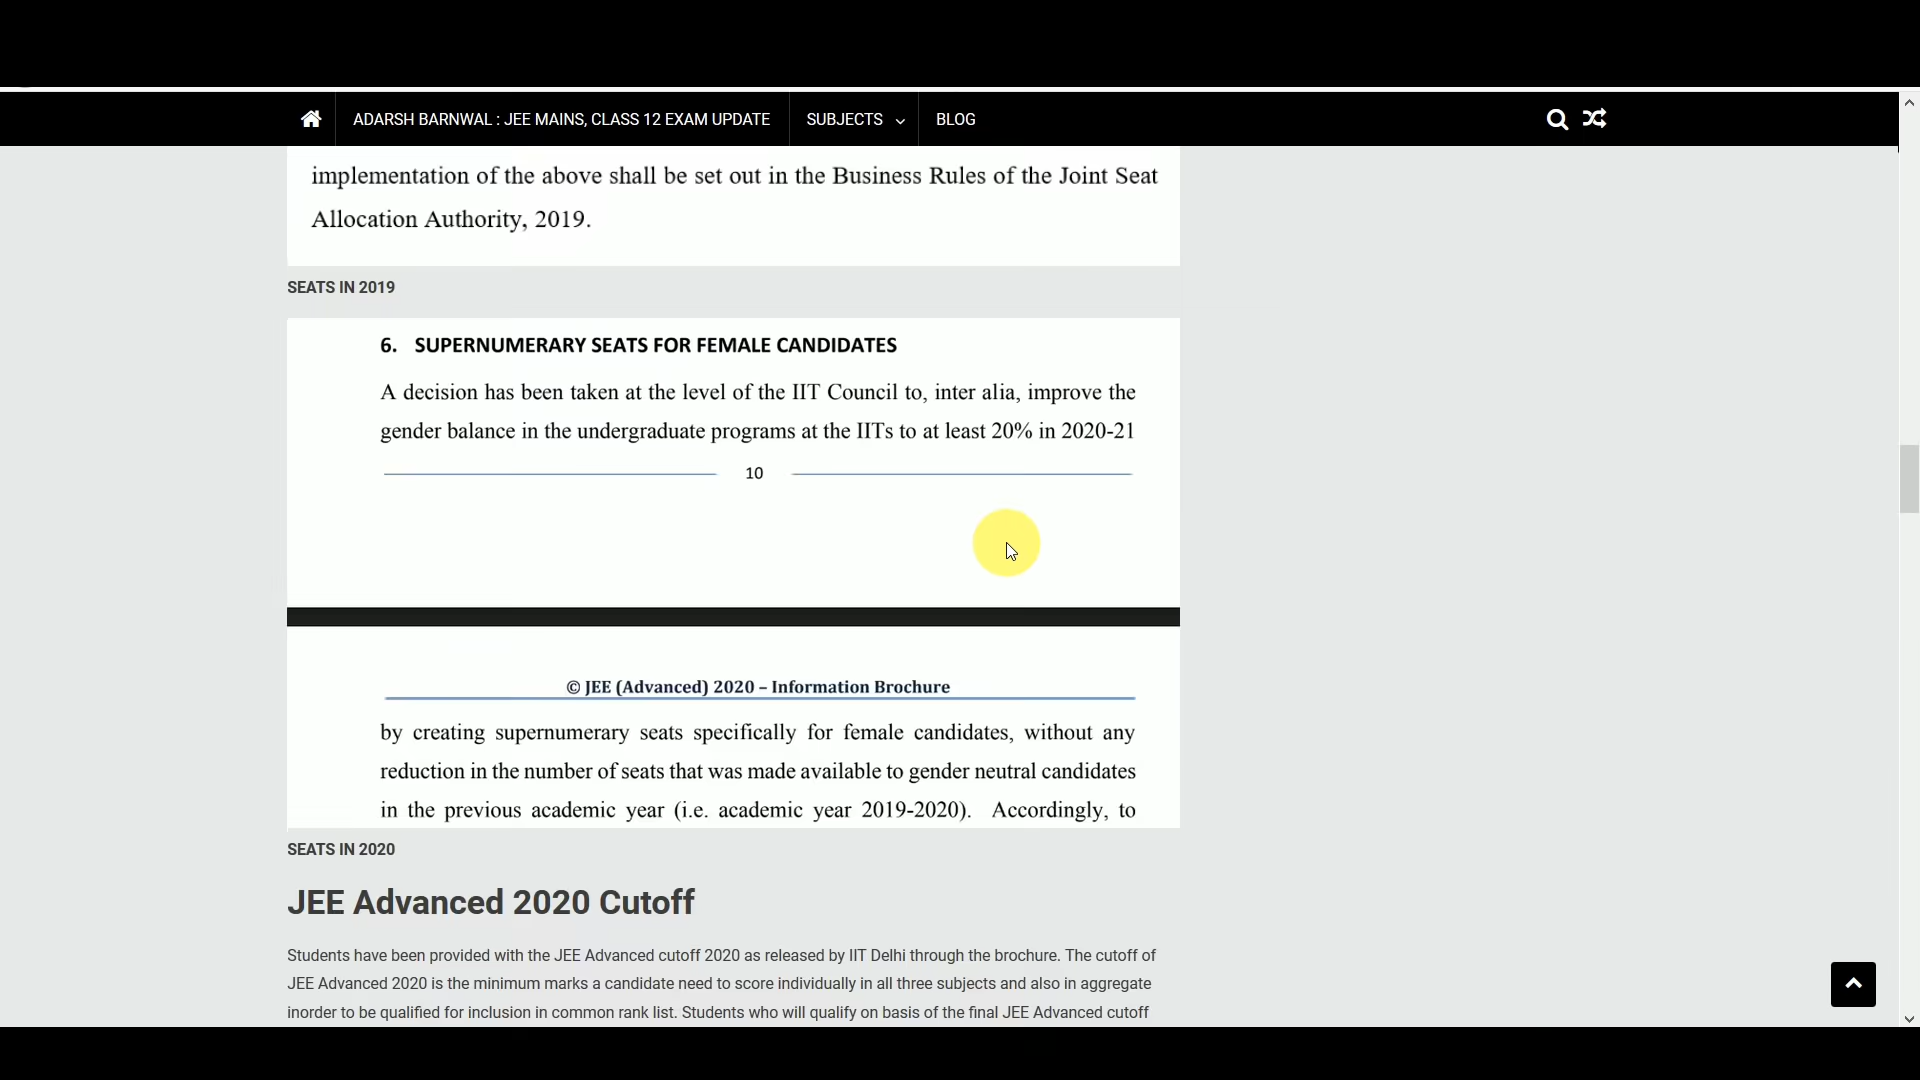 ADARSH BARNWAL : JEE MAINS, CLASS 12 EXAM UPDATE SUBJECTS BLOG
implementation of the above shall be set out in the Business Rules of the Joint Seat
Allocation Authority, 2019.
SEATS IN 2019
6. SUPERNUMERARY SEATS FOR FEMALE CANDIDATES
A decision has been taken at the level of the IIT Council to, inter alia, improve the
gender balance in the undergraduate programs at the IITs to at least 20% in 2020-21
10
© JEE (Advanced) 2020 – Information Brochure
by creating supernumerary seats specifically for female candidates, without any
reduction in the number of seats that was made available to gender neutral candidates
in the previous academic year (i.e. academic year 2019-2020). Accordingly, to
SEATS IN 2020
JEE Advanced 2020 Cutoff
Students have been provided with the JEE Advanced cutoff 2020 as released by IIT Delhi through the brochure. The cutoff of
JEE Advanced 2020 is the minimum marks a candidate need to score individually in all three subjects and also in aggregate
inorder to be qualified for inclusion in common rank list. Students who will qualify on basis of the final JEE Advanced cutoff